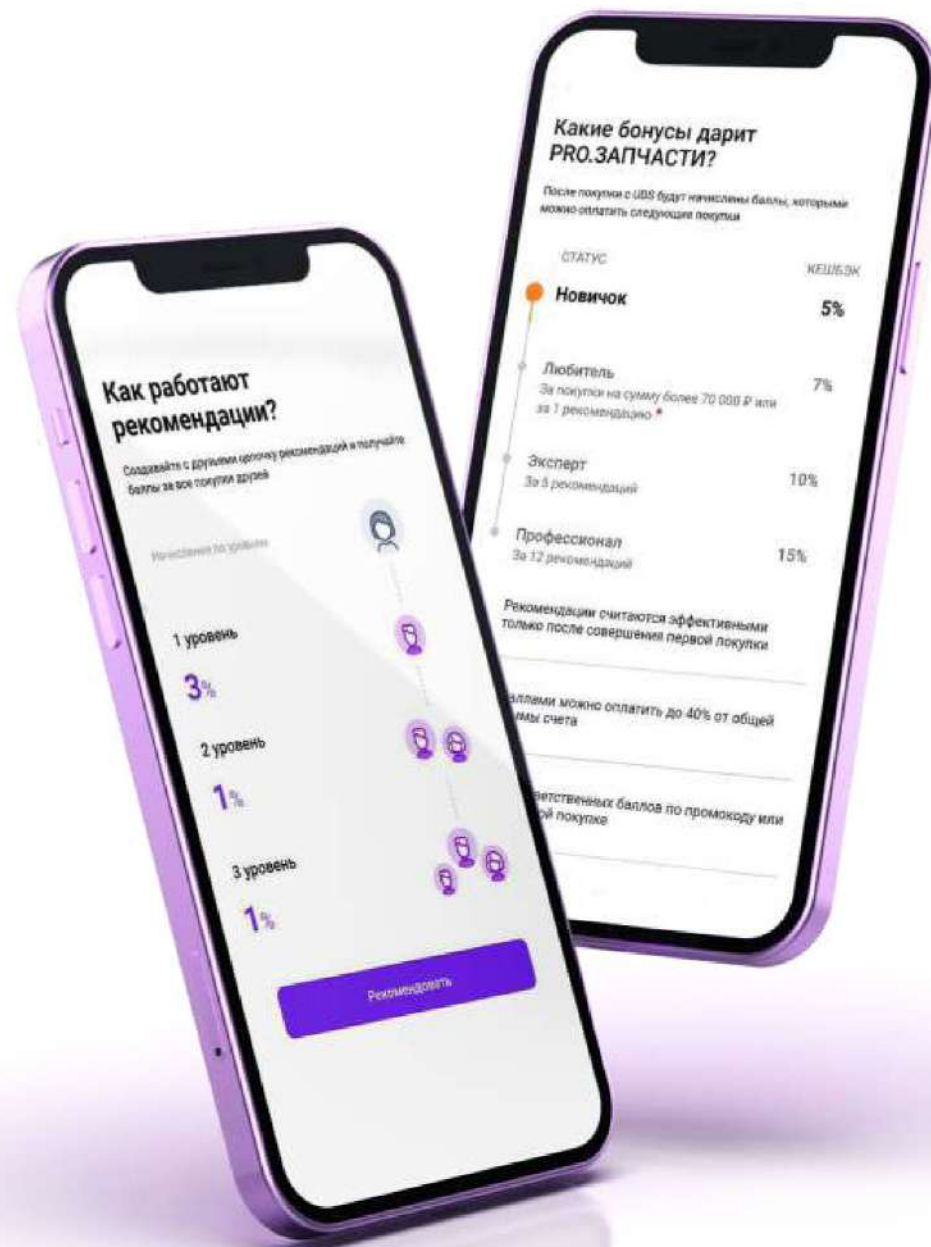 Как работают
рекомендации?
Создавайте с друзьями цепочку рекомендаций и получайте
баллы за все покупки друзей
Начисления по уровням
1 уровень
3%
2 уровень
1%
3 уровень
1%
Рекомендовать
Какие бонусы дарит
PRO.ЗАПЧАСТИ?
После покупки с UDS будут начислены баллы, которыми
можно оплатить следующие покупки
СТАТУС
КЕШБЭК
Новичок
5%
Любитель
7%
За покупки на сумму более 70 000 ₽ или
за 1 рекомендацию *
Эксперт
10%
За 5 рекомендаций
Профессионал
15%
За 12 рекомендаций
Рекомендации считаются эффективными
только после совершения первой покупки
аллами можно оплатить до 40% от общей
ммы счета
ветственных баллов по промокоду или
ой покупке